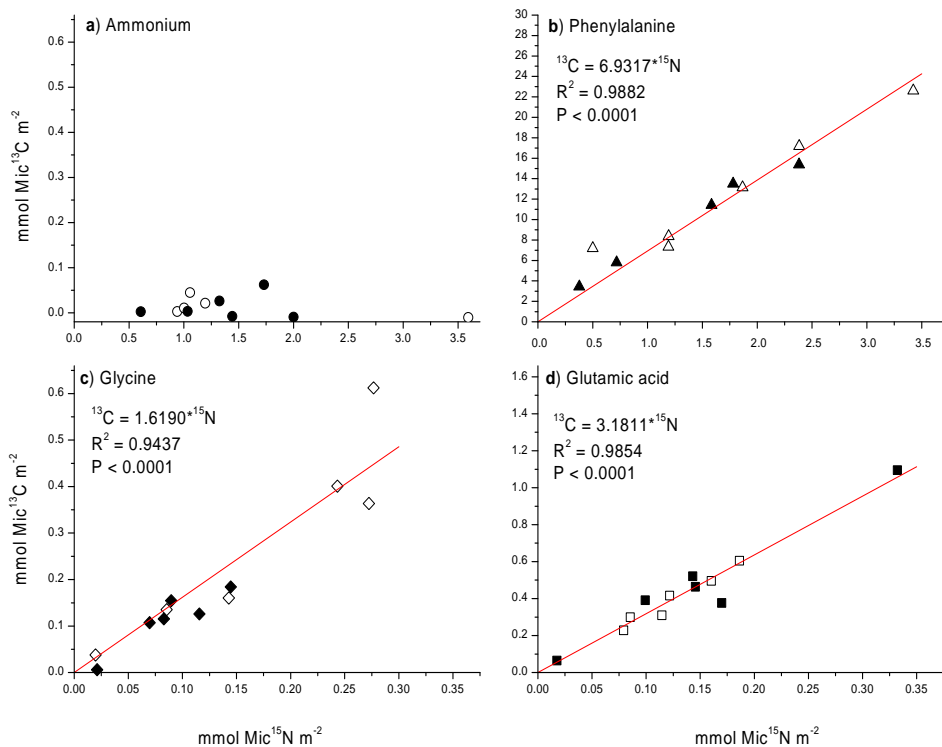 a) Ammonium
0.6
0.5
0.4
0.3
0.2
0.1
0.0
0.0 0.5 1.0 1.5 2.0 2.5 3.0 3.5
mmol Mic¹³C m⁻²
b) Phenylalanine
¹³C = 6.9317*¹⁵N
R² = 0.9882
P < 0.0001
30
28
26
24
22
20
18
16
14
12
10
8
6
4
2
0
0.0 0.5 1.0 1.5 2.0 2.5 3.0 3.5
c) Glycine
¹³C = 1.6190*¹⁵N
R² = 0.9437
P < 0.0001
0.6
0.5
0.4
0.3
0.2
0.1
0.0
0.00 0.05 0.10 0.15 0.20 0.25 0.30 0.35
mmol Mic¹³C m⁻²
mmol Mic¹⁵N m⁻²
d) Glutamic acid
¹³C = 3.1811*¹⁵N
R² = 0.9854
P < 0.0001
1.6
1.4
1.2
1.0
0.8
0.6
0.4
0.2
0.0
0.00 0.05 0.10 0.15 0.20 0.25 0.30 0.35
mmol Mic¹⁵N m⁻²